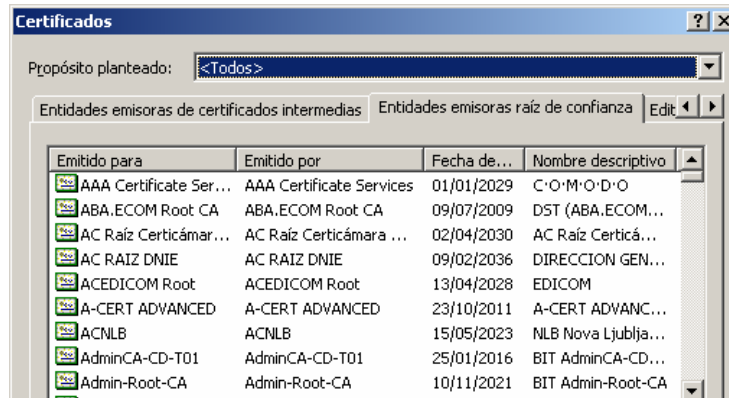 Certificados
Propósito planteado: <Todos>
Entidades emisoras de certificados intermedias Entidades emisoras raíz de confianza Edit
Emitido para Emitido por Fecha de... Nombre descriptivo
AAA Certificate Ser... AAA Certificate Services 01/01/2029 C·O·M·O·D·O
ABA.ECOM Root CA ABA.ECOM Root CA 09/07/2009 DST (ABA.ECOM...
AC Raíz Certicámar... AC Raíz Certicámara ... 02/04/2030 AC Raíz Certicá...
AC RAIZ DNIE AC RAIZ DNIE 09/02/2036 DIRECCION GEN...
ACEDICOM Root ACEDICOM Root 13/04/2028 EDICOM
A-CERT ADVANCED A-CERT ADVANCED 23/10/2011 A-CERT ADVANC...
ACNLB ACNLB 15/05/2023 NLB Nova Ljublja...
AdminCA-CD-T01 AdminCA-CD-T01 25/01/2016 BIT AdminCA-CD...
Admin-Root-CA Admin-Root-CA 10/11/2021 BIT Admin-Root-CA